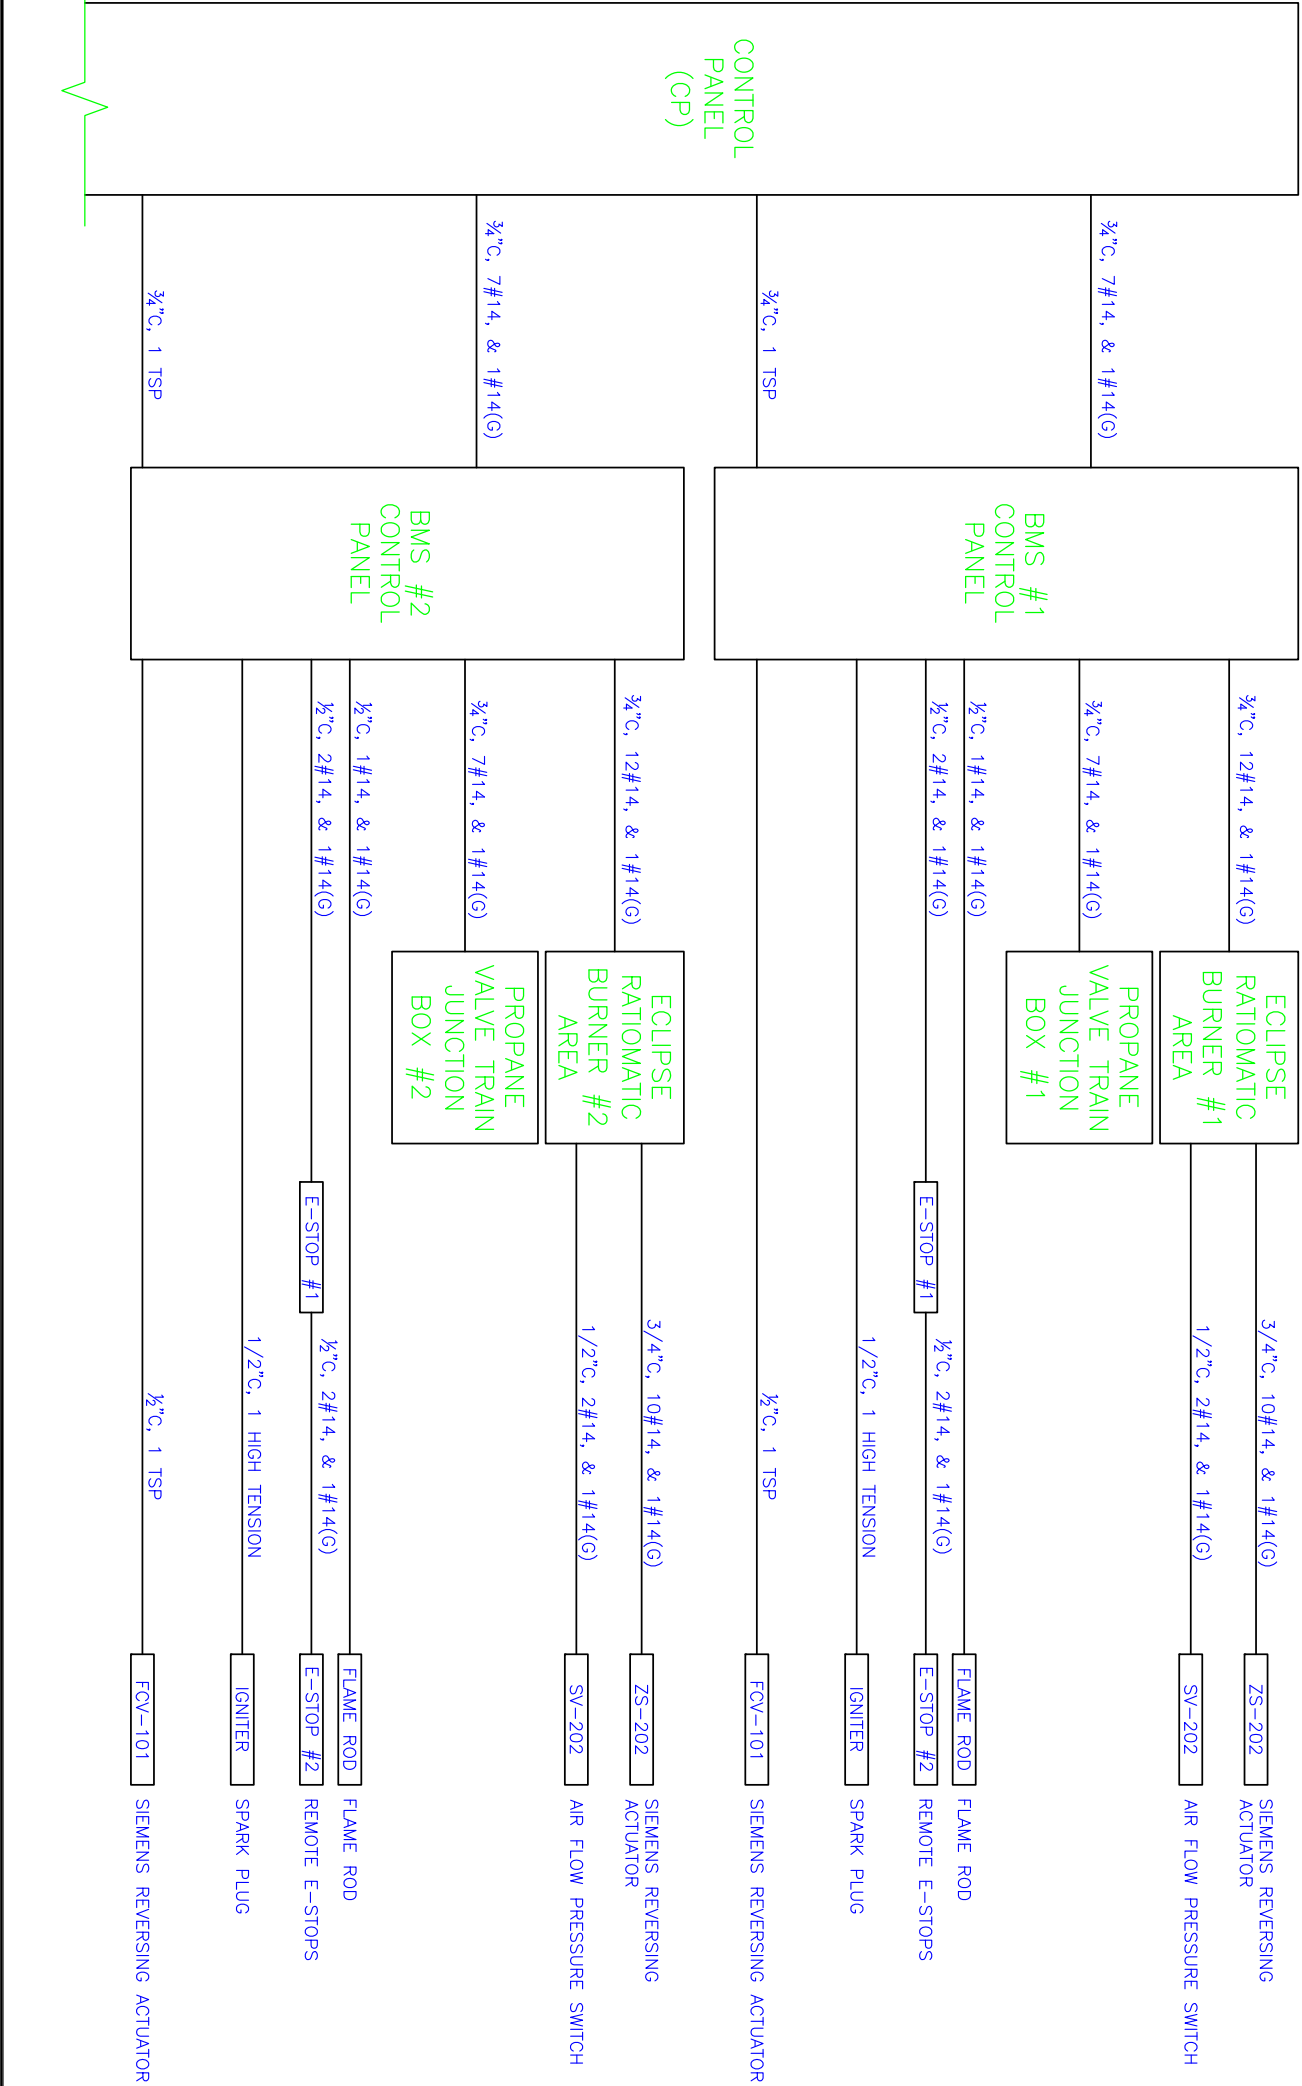 CONTROL
PANEL
(CP)
¾"C, 7#14, & 1#14(G)
¾"C, 1 TSP
¾"C, 7#14, & 1#14(G)
¾"C, 1 TSP
BMS #1
CONTROL
PANEL
¾"C, 12#14, & 1#14(G)
ECLIPSE
RATIOMATIC
BURNER #1
AREA
3/4"C, 10#14, & 1#14(G)
ZS-202
SIEMENS REVERSING
ACTUATOR
1/2"C, 2#14, & 1#14(G)
SV-202
AIR FLOW PRESSURE SWITCH
¾"C, 7#14, & 1#14(G)
PROPANE
VALVE TRAIN
JUNCTION
BOX #1
½"C, 1#14, & 1#14(G)
FLAME ROD
FLAME ROD
½"C, 2#14, & 1#14(G)
E-STOP #1
½"C, 2#14, & 1#14(G)
E-STOP #2
REMOTE E-STOPS
1/2"C, 1 HIGH TENSION
IGNITER
SPARK PLUG
½"C, 1 TSP
FCV-101
SIEMENS REVERSING ACTUATOR
BMS #2
CONTROL
PANEL
¾"C, 12#14, & 1#14(G)
ECLIPSE
RATIOMATIC
BURNER #2
AREA
3/4"C, 10#14, & 1#14(G)
ZS-202
SIEMENS REVERSING
ACTUATOR
1/2"C, 2#14, & 1#14(G)
SV-202
AIR FLOW PRESSURE SWITCH
¾"C, 7#14, & 1#14(G)
PROPANE
VALVE TRAIN
JUNCTION
BOX #2
½"C, 1#14, & 1#14(G)
FLAME ROD
FLAME ROD
½"C, 2#14, & 1#14(G)
E-STOP #1
½"C, 2#14, & 1#14(G)
E-STOP #2
REMOTE E-STOPS
1/2"C, 1 HIGH TENSION
IGNITER
SPARK PLUG
½"C, 1 TSP
FCV-101
SIEMENS REVERSING ACTUATOR